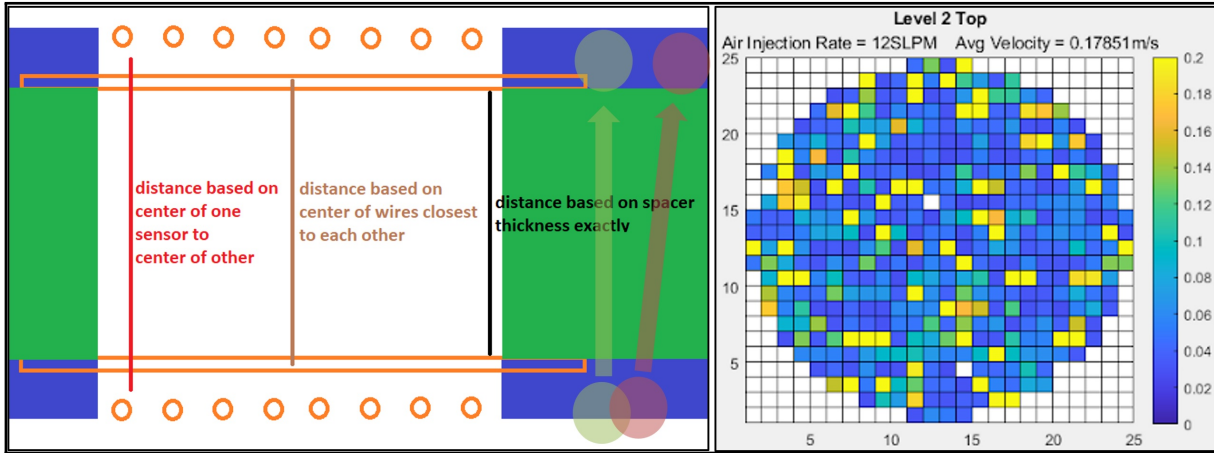 distance based on
center of one
sensor to
center of other
distance based on
center of wires closest
to each other
distance based on spacer
thickness exactly
Level 2 Top
Air Injection Rate = 12SLPM Avg Velocity = 0.17851m/s
25
20
15
10
5
5
10
15
20
25
0.2
0.18
0.16
0.14
0.12
0.1
0.08
0.06
0.04
0.02
0